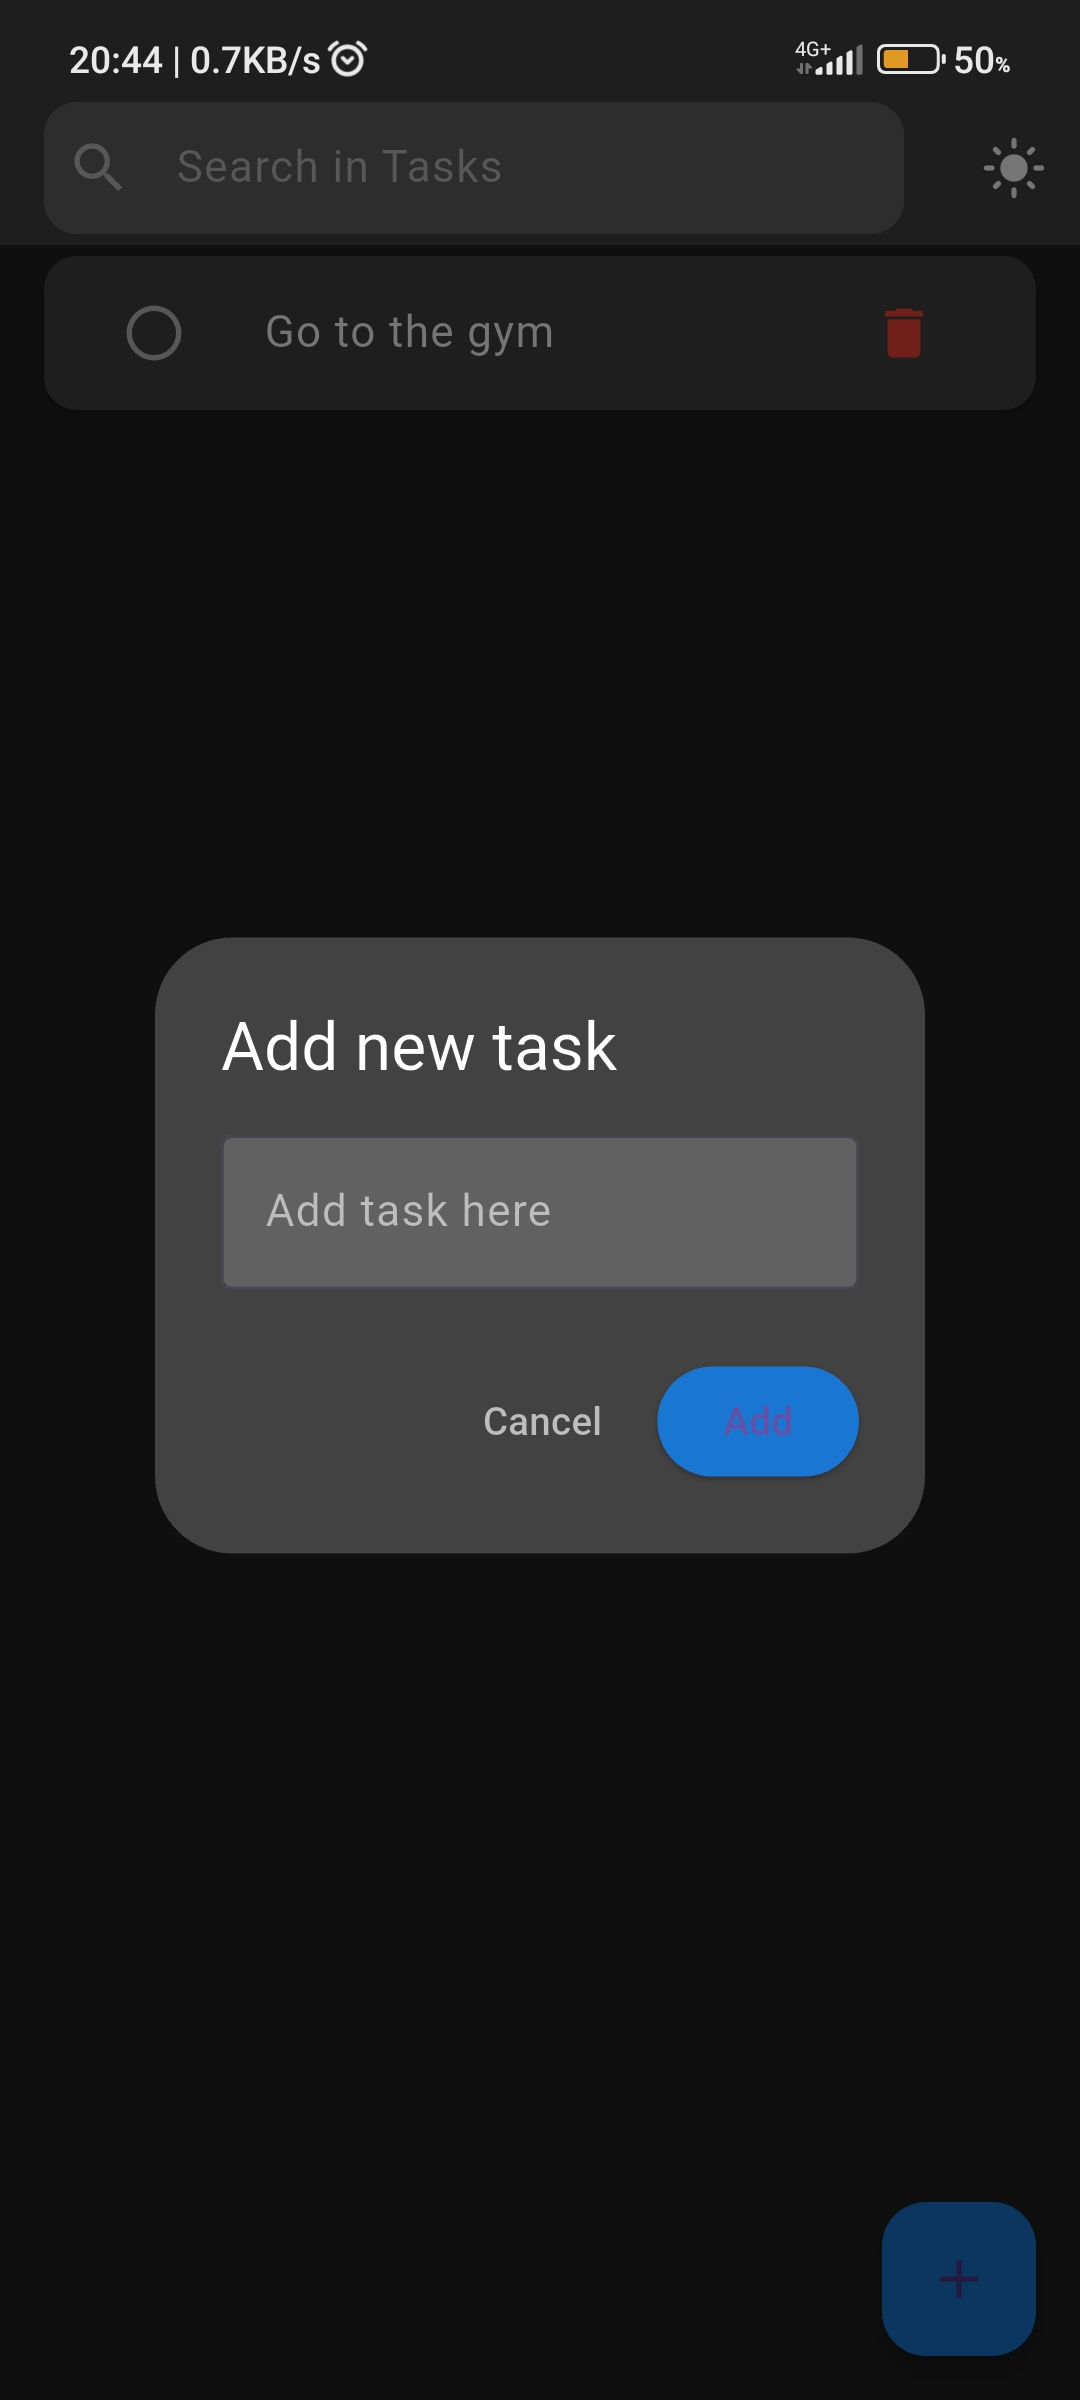 20:44 | 0.7KB/s 4G+ 50%
Search in Tasks
Go to the gym
Add new task
Add task here
Cancel Add